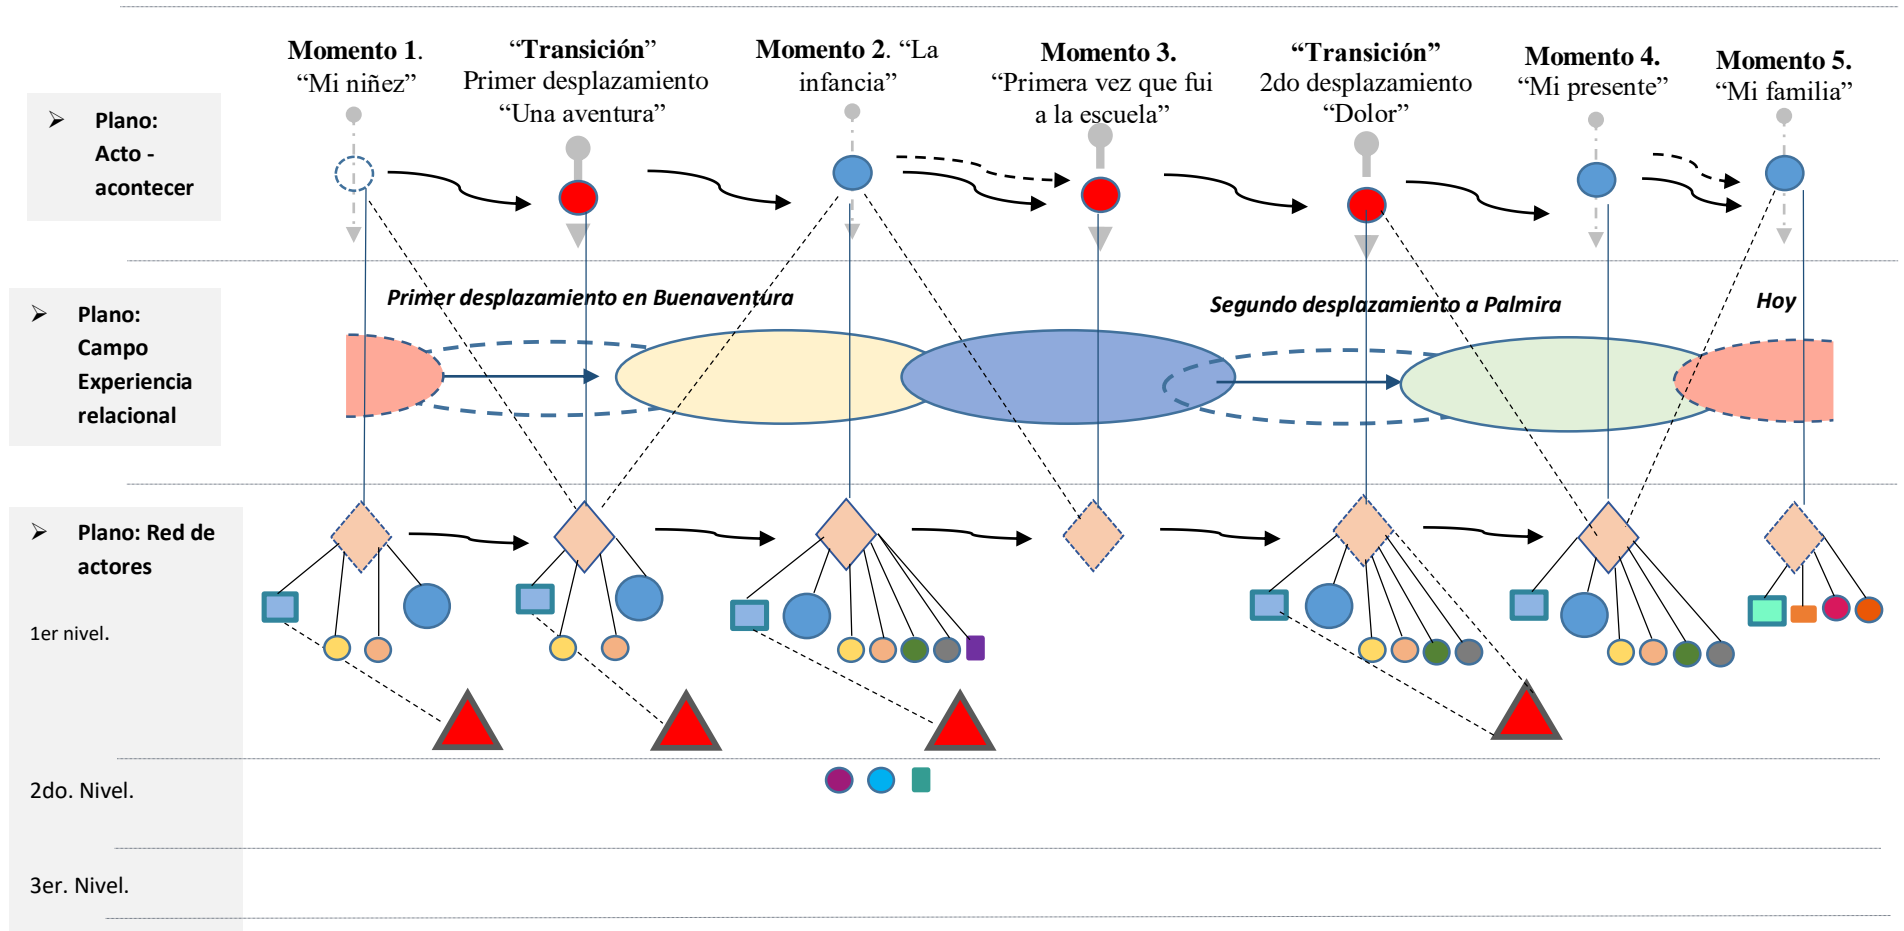 Momento 1.
“Mi niñez”
“Transición”
Primer desplazamiento
“Una aventura”
Momento 2. “La
infancia”
Momento 3.
“Primera vez que fui
a la escuela”
“Transición”
2do desplazamiento
“Dolor”
Momento 4.
“Mi presente”
Momento 5.
“Mi familia”
➢ Plano:
Acto -
acontecer
Primer desplazamiento en Buenaventura
Segundo desplazamiento a Palmira
Hoy
➢ Plano:
Campo
Experiencia
relacional
➢ Plano: Red de
actores
1er nivel.
2do. Nivel.
3er. Nivel.